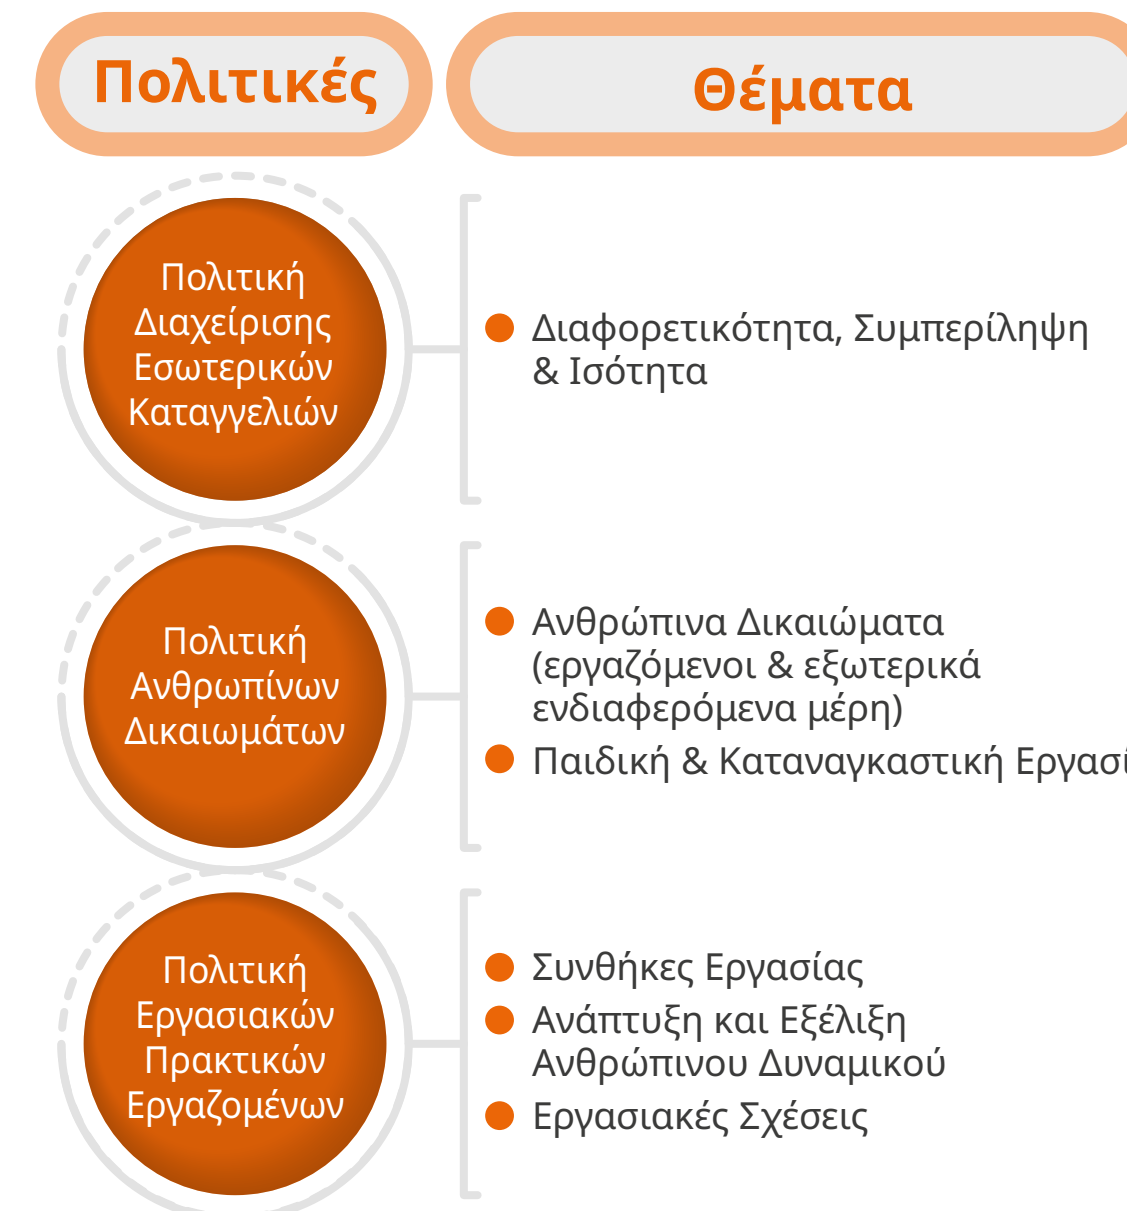 Πολιτικές
Θέματα
Πολιτική
Διαχείρισης
Εσωτερικών
Καταγγελιών
Διαφορετικότητα, Συμπερίληψη
& Ισότητα
Πολιτική
Ανθρωπίνων
Δικαιωμάτων
Ανθρώπινα Δικαιώματα
(εργαζόμενοι & εξωτερικά
ενδιαφερόμενα μέρη)
Παιδική & Καταναγκαστική
Πολιτική
Εργασιακών
Πρακτικών
Εργαζομένων
Συνθήκες Εργασίας
Ανάπτυξη και Εξέλιξη
Ανθρώπινου Δυναμικού
Εργασιακές Σχέσεις